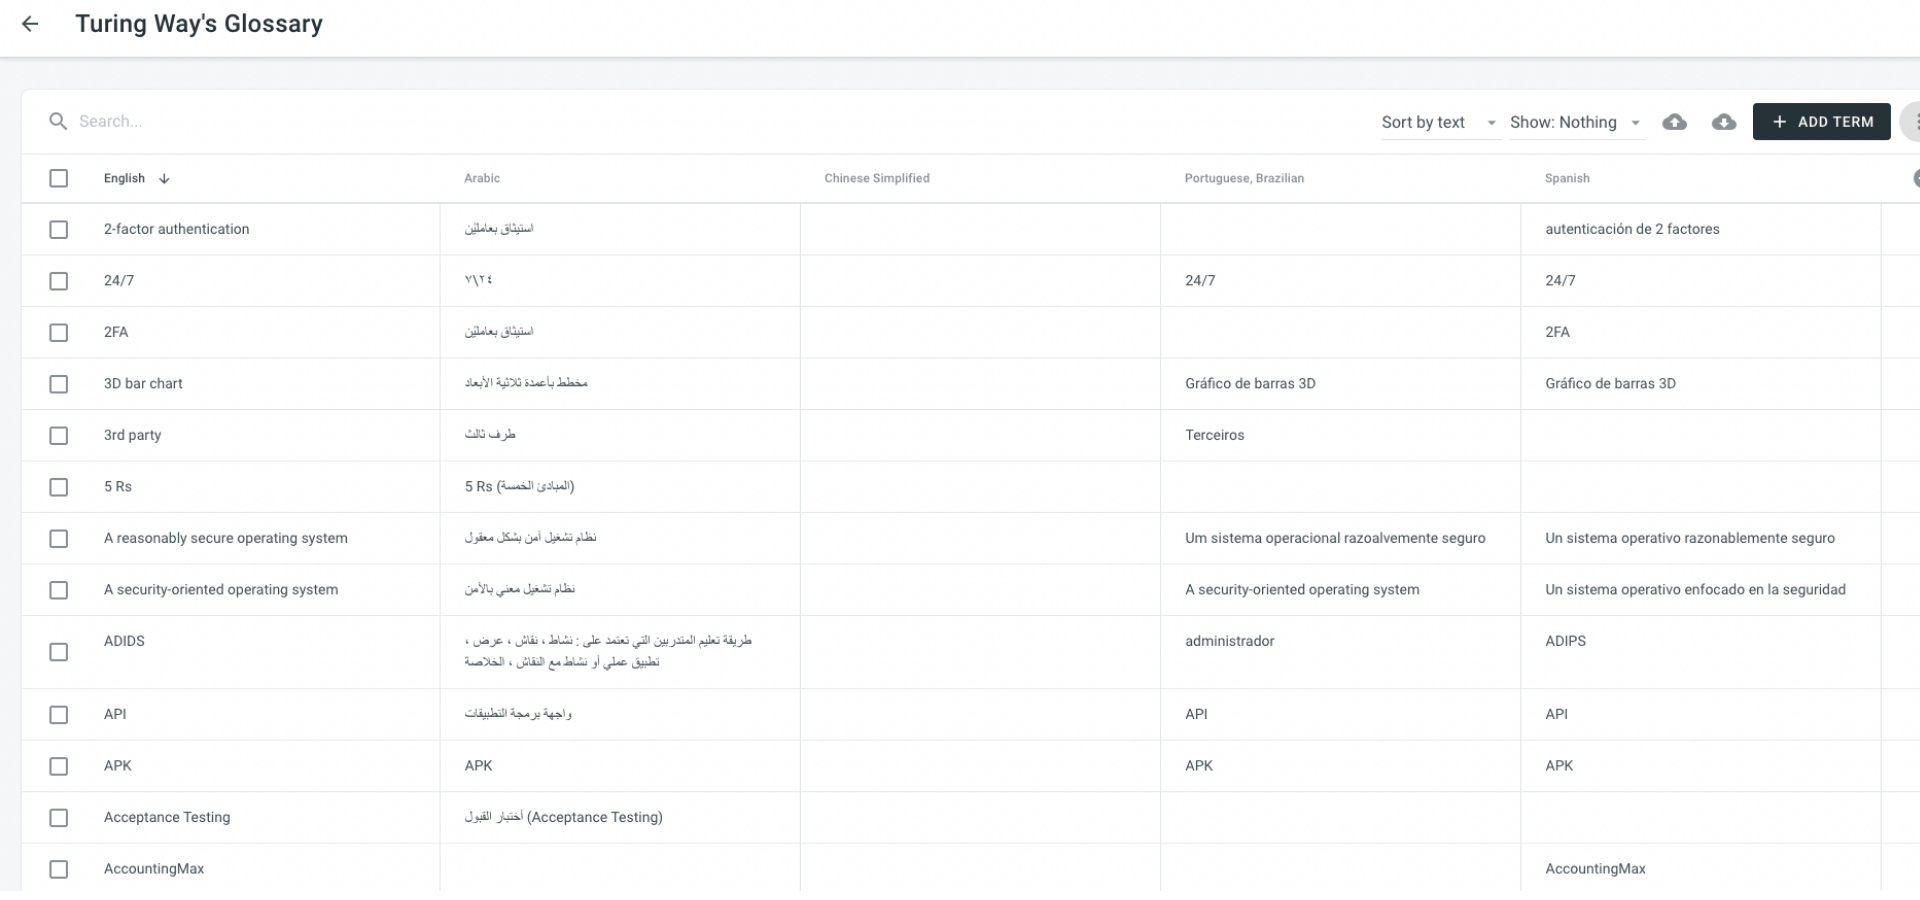 Turing Way's Glossary
Search...
Sort by text
Show: Nothing
+ ADD TERM
English
Arabic
Chinese Simplified
Portuguese, Brazilian
Spanish
2-factor authentication
استيثاق بعامليْن
autenticación de 2 factores
24/7
٢٤\٧
24/7
24/7
2FA
استيثاق بعامليْن
2FA
3D bar chart
مخطط بأعمدة ثلاثية الأبعاد
Gráfico de barras 3D
Gráfico de barras 3D
3rd party
طرف ثالث
Terceiros
5 Rs
5 Rs (المبادئ الخمسة)
A reasonably secure operating system
نظام تشغيل آمن بشكل معقول
Um sistema operacional razoalvemente seguro
Un sistema operativo razonablemente seguro
A security-oriented operating system
نظام تشغيل معني بالأمن
A security-oriented operating system
Un sistema operativo enfocado en la seguridad
ADIDS
طريقة تعليم المتدربين التي تعتمد على : نشاط ، نقاش ، عرض ،
تطبيق عملي أو نشاط مع النقاش ، الخلاصة
administrador
ADIPS
API
واجهة برمجة التطبيقات
API
API
APK
APK
APK
APK
Acceptance Testing
أختبار القبول (Acceptance Testing)
AccountingMax
AccountingMax